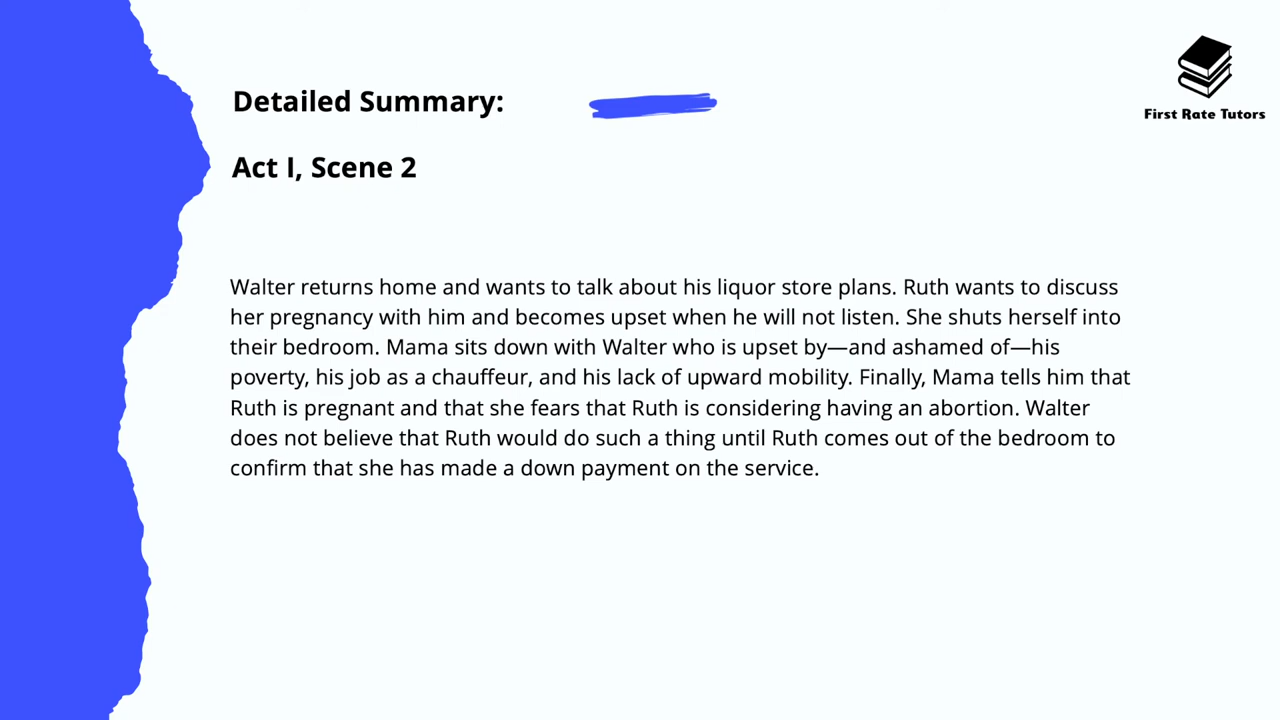 Detailed Summary:
First Rate Tutors
Act I, Scene 2
Walter returns home and wants to talk about his liquor store plans. Ruth wants to discuss
her pregnancy with him and becomes upset when he will not listen. She shuts herself into
their bedroom. Mama sits down with Walter who is upset by—and ashamed of—his
poverty, his job as a chauffeur, and his lack of upward mobility. Finally, Mama tells him that
Ruth is pregnant and that she fears that Ruth is considering having an abortion. Walter
does not believe that Ruth would do such a thing until Ruth comes out of the bedroom to
confirm that she has made a down payment on the service.